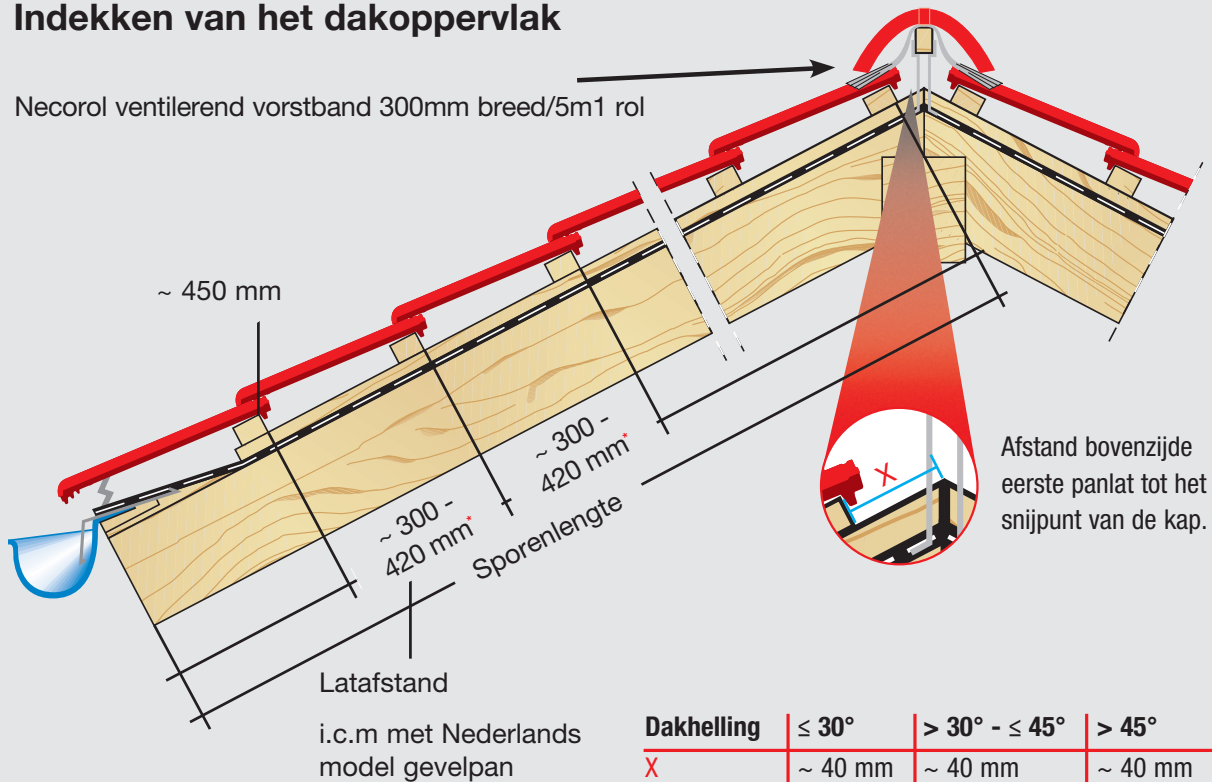 Indekken van het dakoppervlak
Necorol ventilerend vorstband 300mm breed/5m1 rol
~ 450 mm
~ 300 -
420 mm*
~ 300 -
420 mm*
Sporenlengte
X
Afstand bovenzijde
eerste panlat tot het
snijpunt van de kap.
Latafstand
i.c.m met Nederlands
model gevelpan
Dakhelling ≤ 30° > 30° - ≤ 45° > 45°
X ~ 40 mm ~ 40 mm ~ 40 mm